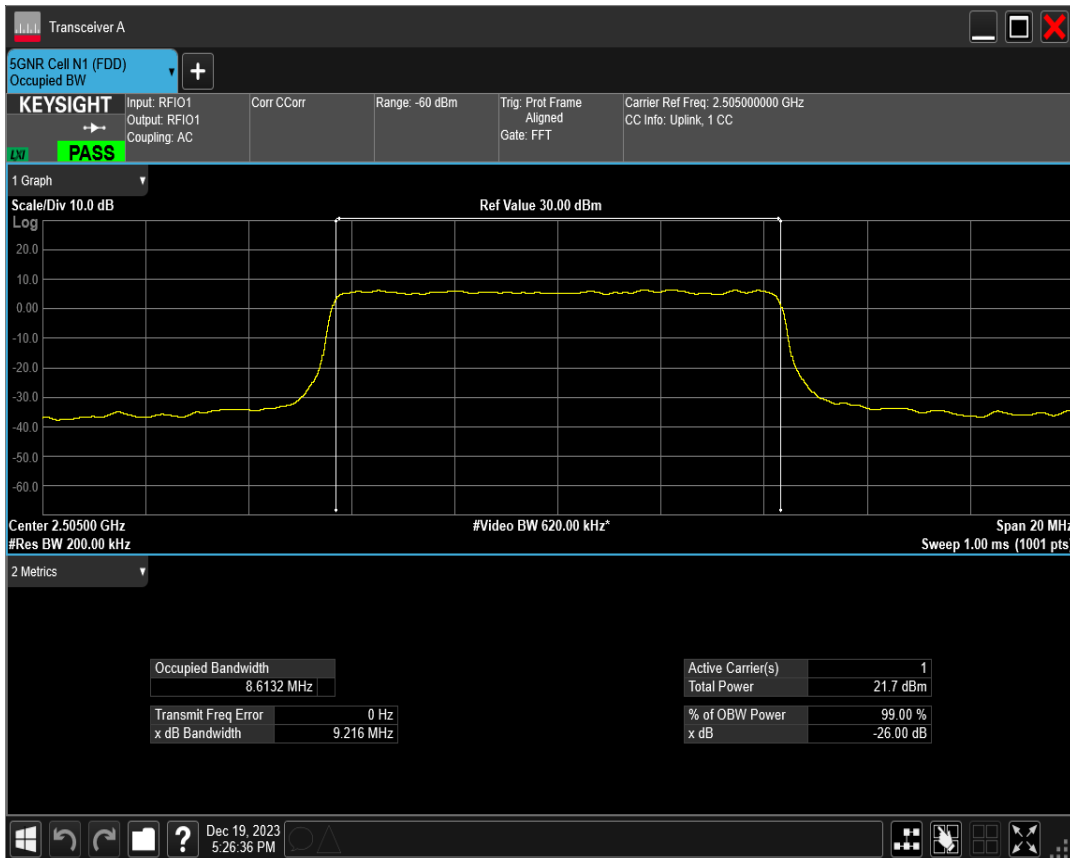 Transceiver A
5GNR Cell N1 (FDD)
Occupied BW
+
KEYSIGHT
LXI
PASS
Input: RFIO1
Output: RFIO1
Coupling: AC
Corr CCorr
Range: -60 dBm
Trig: Prot Frame
Aligned
Gate: FFT
Carrier Ref Freq: 2.505000000 GHz
CC Info: Uplink, 1 CC
1 Graph
Scale/Div 10.0 dB
Ref Value 30.00 dBm
Log
20.0
10.0
0.00
-10.0
-20.0
-30.0
-40.0
-50.0
-60.0
Center 2.50500 GHz
#Video BW 620.00 kHz*
Span 20 MHz
#Res BW 200.00 kHz
Sweep 1.00 ms (1001 pts)
2 Metrics
Occupied Bandwidth
8.6132 MHz
Transmit Freq Error 0 Hz
x dB Bandwidth 9.216 MHz
Active Carrier(s) 1
Total Power 21.7 dBm
% of OBW Power 99.00 %
x dB -26.00 dB
?
Dec 19, 2023
5:26:36 PM